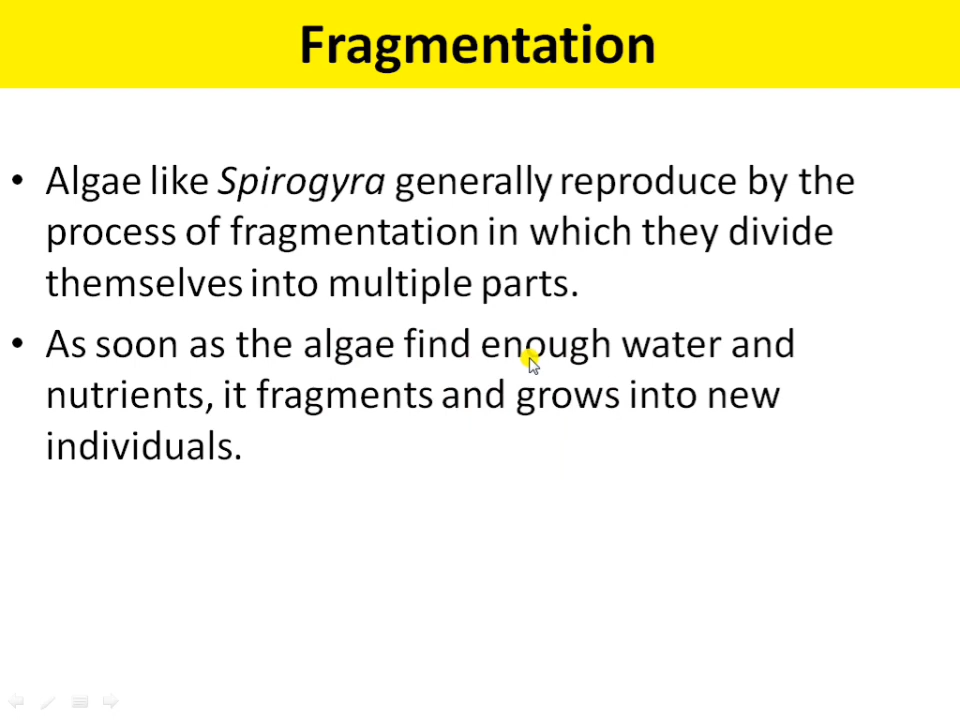 Fragmentation
• Algae like Spirogyra generally reproduce by the
process of fragmentation in which they divide
themselves into multiple parts.
• As soon as the algae find enough water and
nutrients, it fragments and grows into new
individuals.